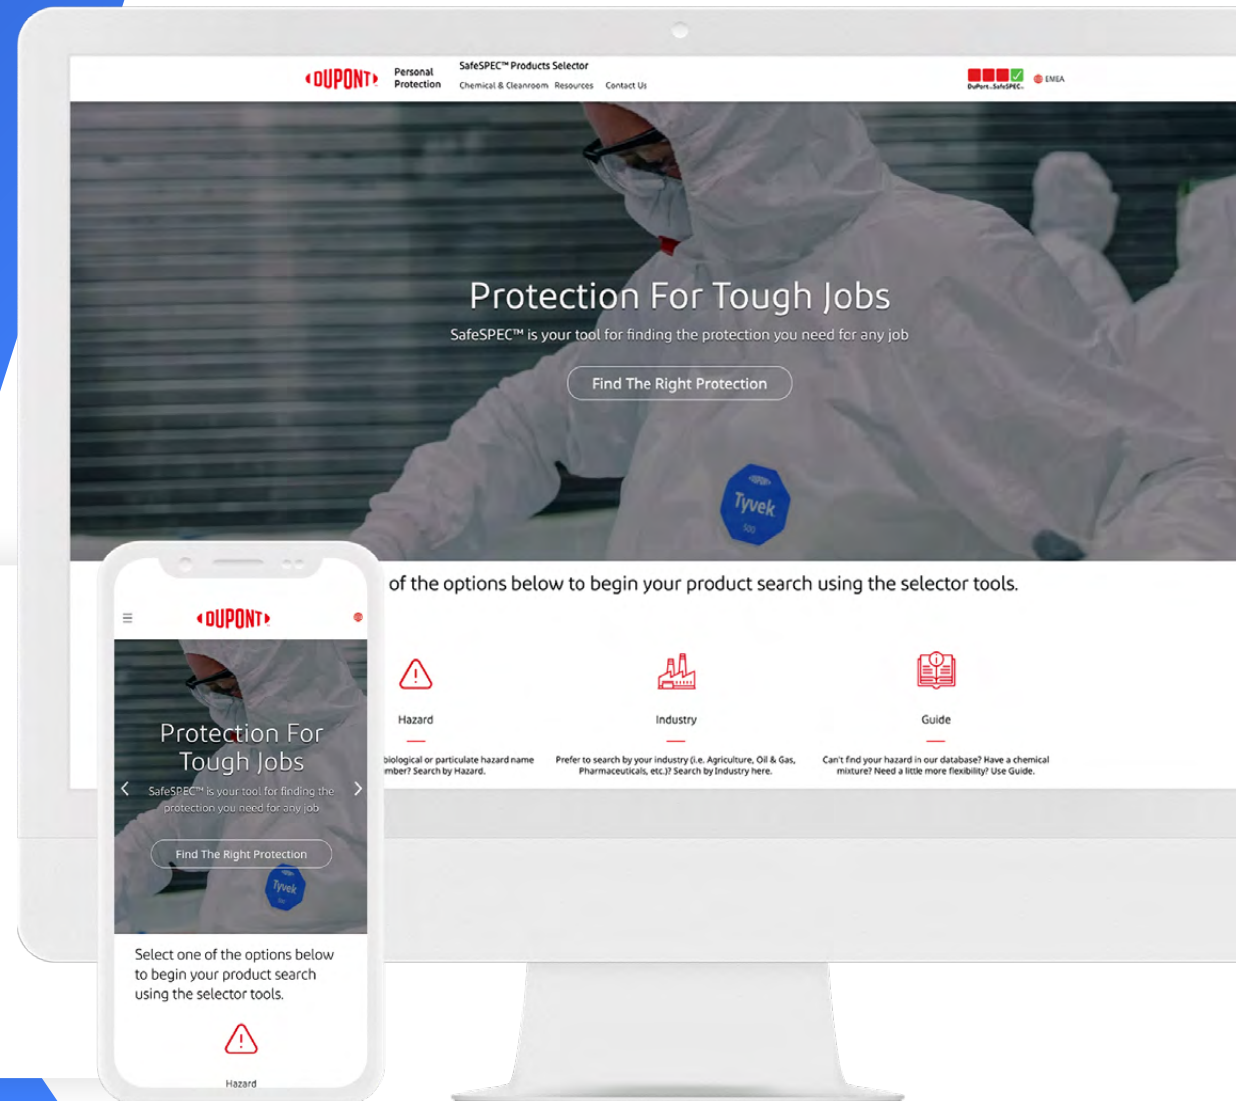 DUPONT
Personal
Protection
SafeSPEC™ Products Selector
Chemical & Cleanroom Resources Contact Us
DuPont™ SafeSPEC™
EMEA
Protection For Tough Jobs
SafeSPEC™ is your tool for finding the protection you need for any job
Find The Right Protection
DUPONT
Tyvek
500
of the options below to begin your product search using the selector tools.
Hazard
biological or particulate hazard name
mber? Search by Hazard.
Industry
Prefer to search by your industry (i.e. Agriculture, Oil & Gas,
Pharmaceuticals, etc.)? Search by Industry here.
Guide
Can't find your hazard in our database? Have a chemical
mixture? Need a little more flexibility? Use Guide.
DUPONT
Protection For
Tough Jobs
SafeSPEC™ is your tool for finding the
protection you need for any job
Find The Right Protection
Tyvek
500
Select one of the options below
to begin your product search
using the selector tools.
Hazard